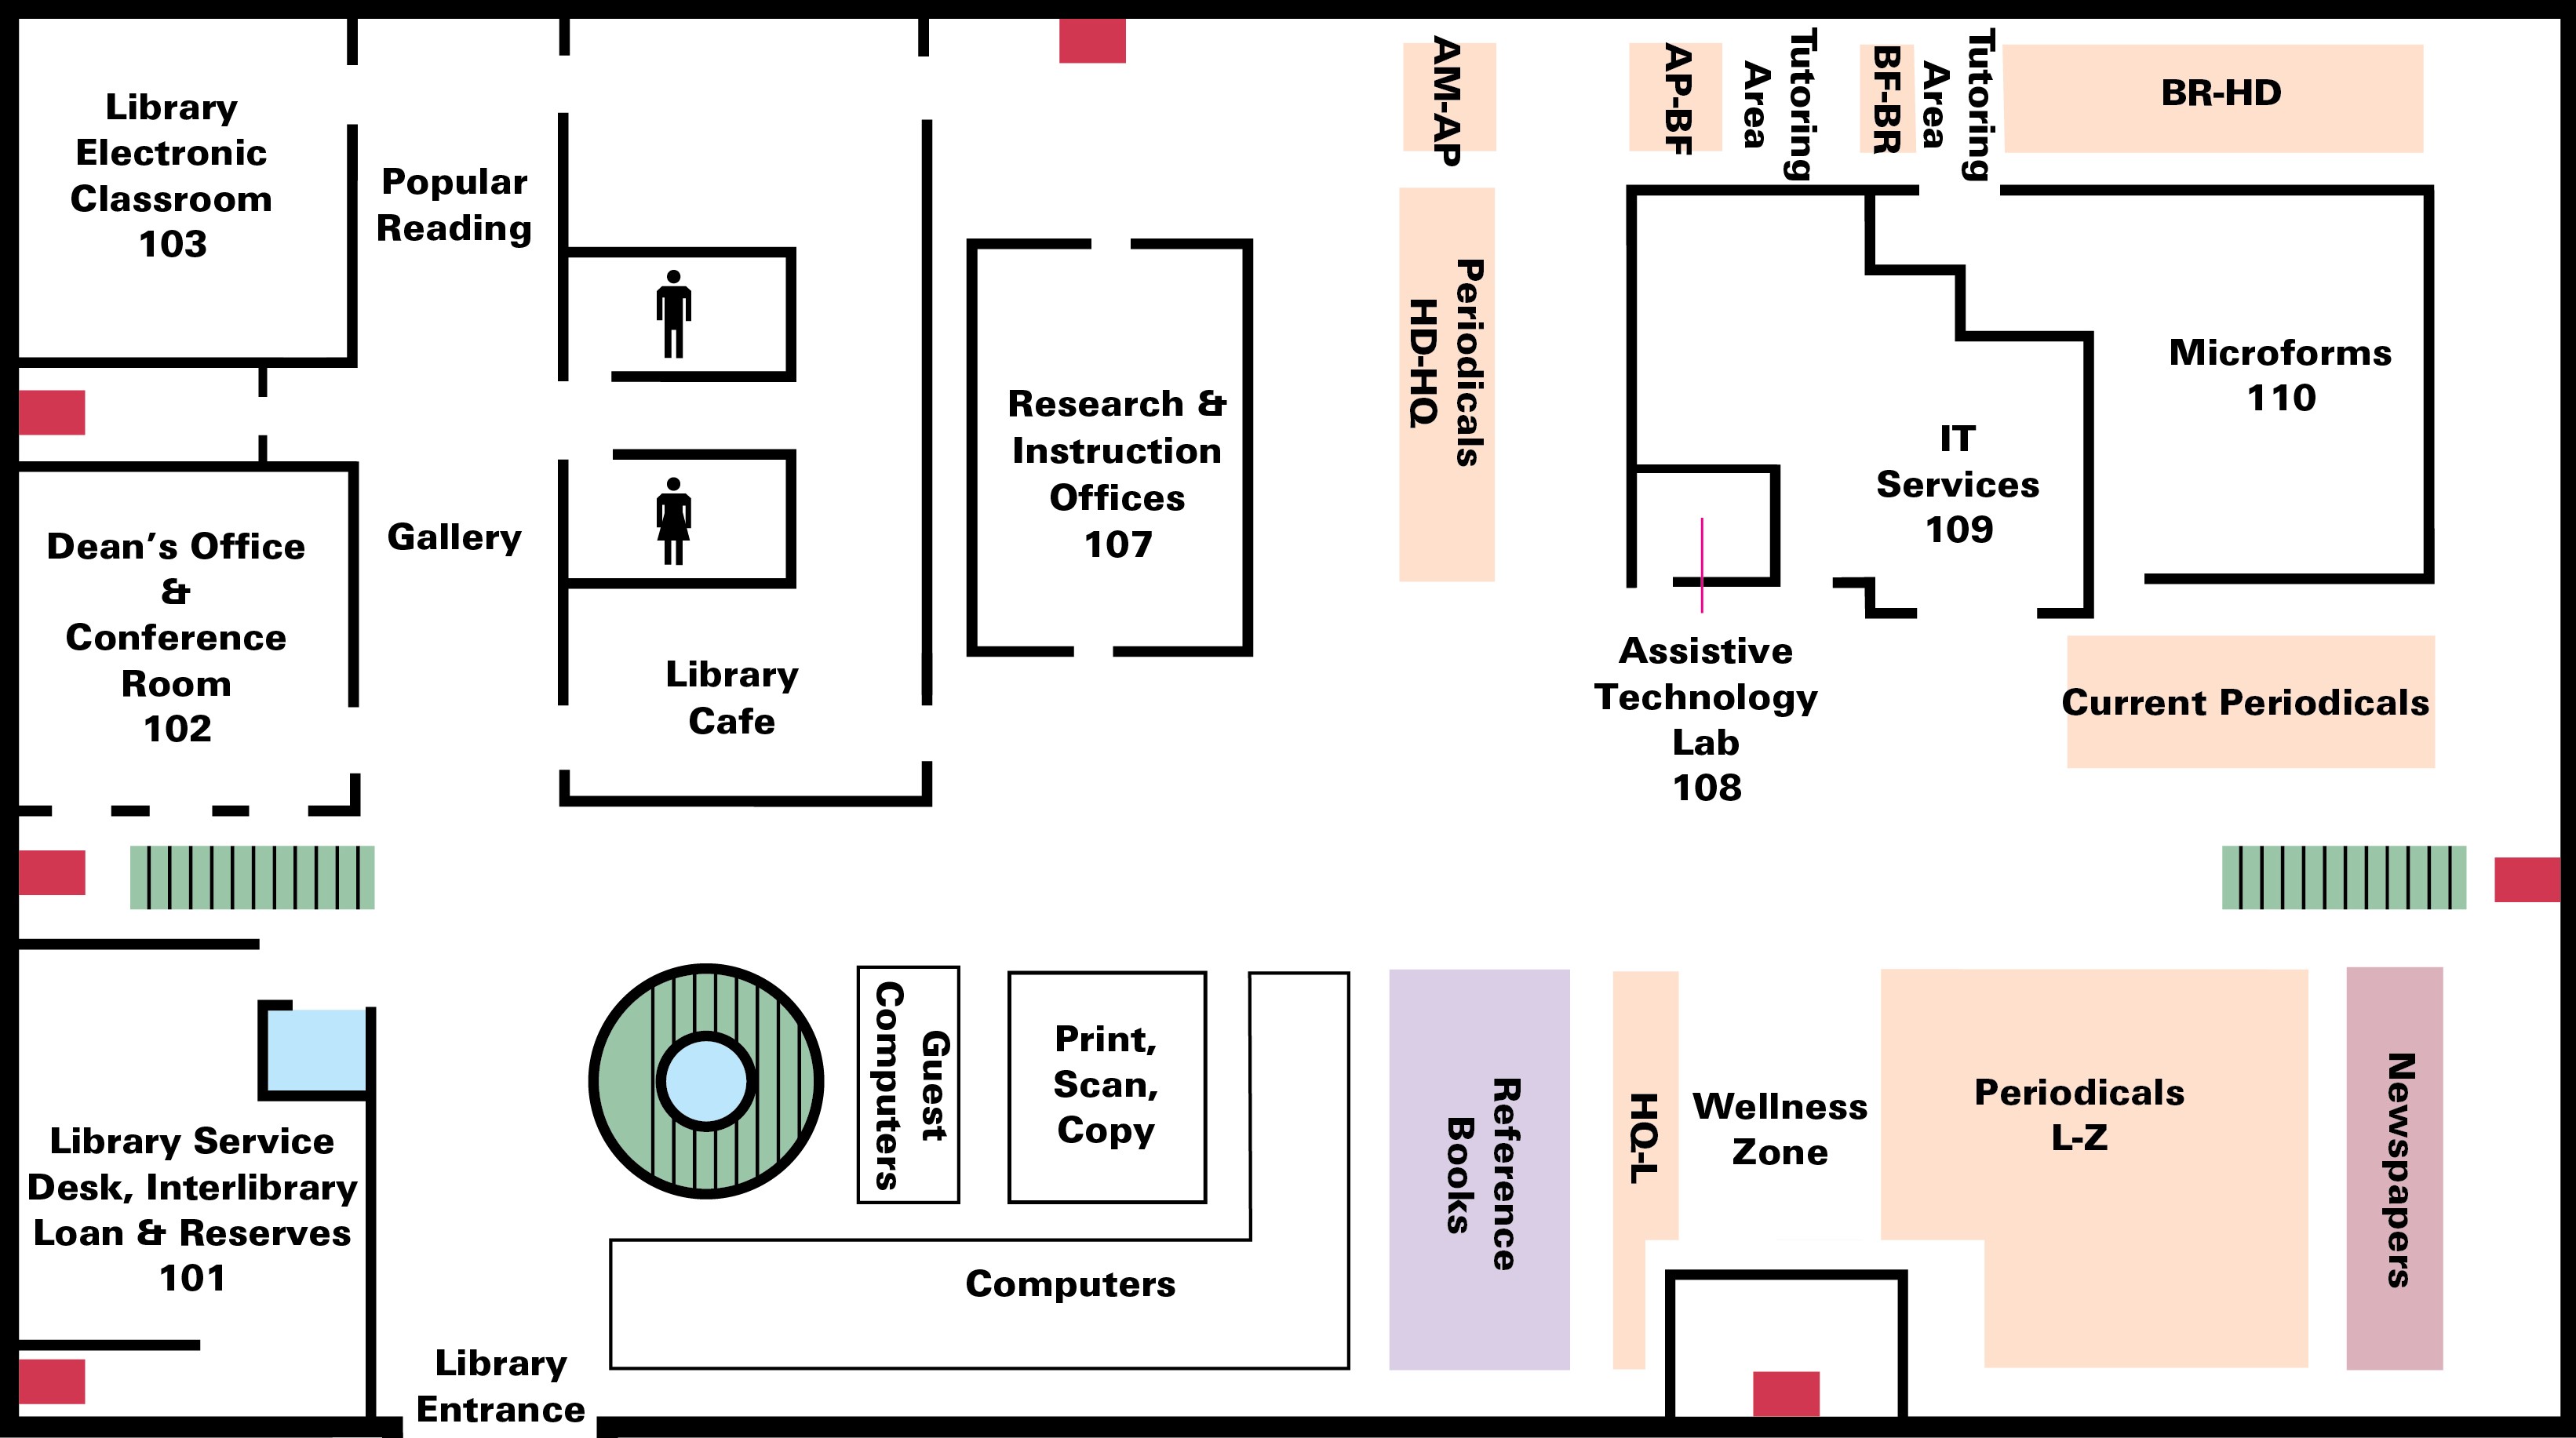 Library
Electronic
Classroom
103
Popular
Reading
AM-AP
AP-BF
Tutoring
Area
BF-BR
Tutoring
Area
BR-HD
Periodicals
HD-HQ
Research &
Instruction
Offices
107
Microforms
110
IT
Services
109
Dean’s Office
&
Conference
Room
102
Gallery
Library
Cafe
Assistive
Technology
Lab
108
Current Periodicals
Library Service
Desk, Interlibrary
Loan & Reserves
101
Guest
Computers
Print,
Scan,
Copy
Computers
Reference
Books
HQ-L
Wellness
Zone
Periodicals
L-Z
Newspapers
Library
Entrance